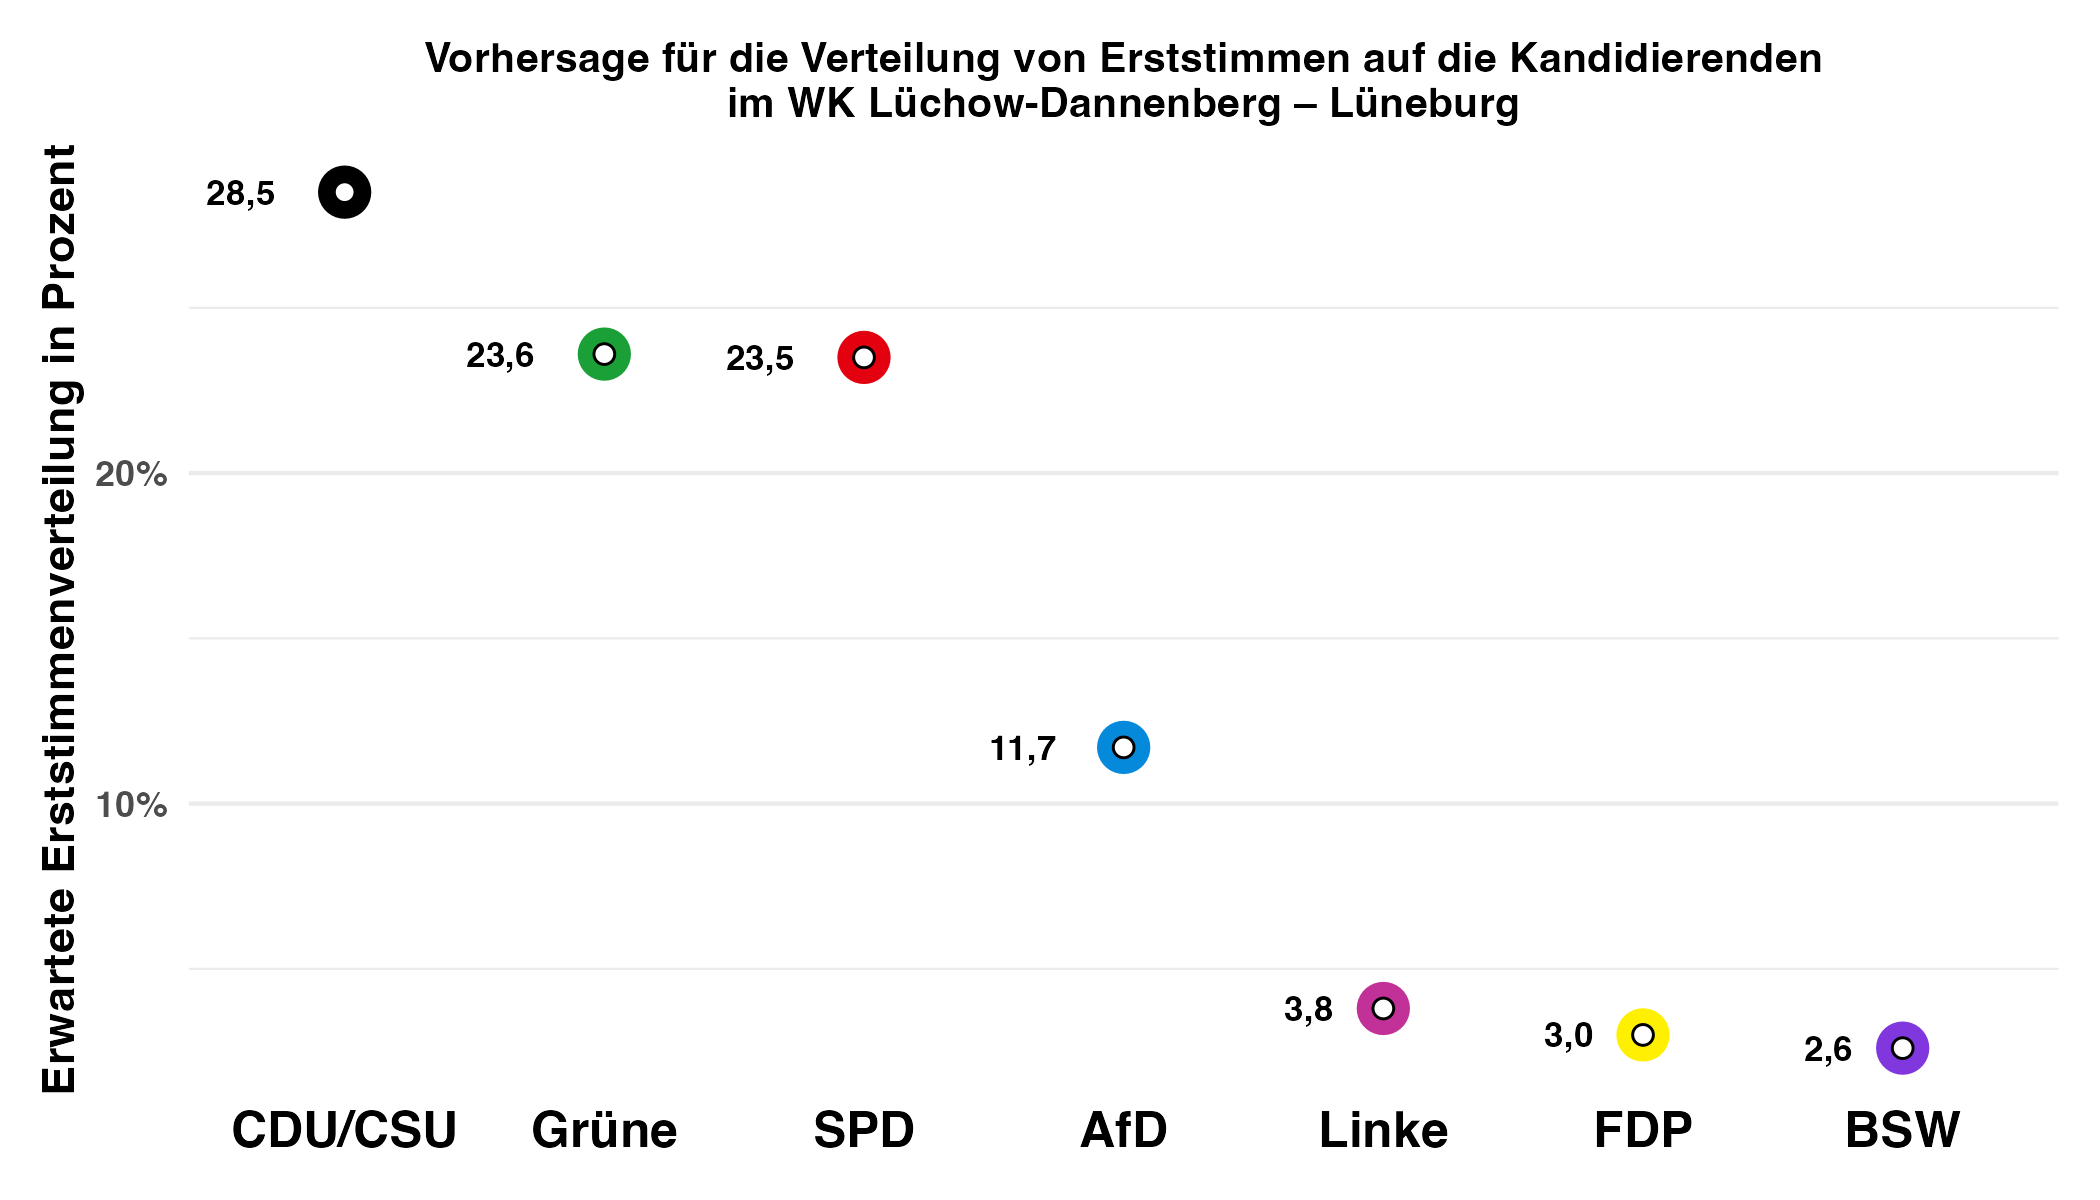 Vorhersage für die Verteilung von Erststimmen auf die Kandidierenden
im WK Lüchow-Dannenberg – Lüneburg
Erwartete Erststimmenverteilung in Prozent
28,5
23,6
23,5
20%
11,7
10%
3,8
3,0
2,6
CDU/CSU
Grüne
SPD
AfD
Linke
FDP
BSW